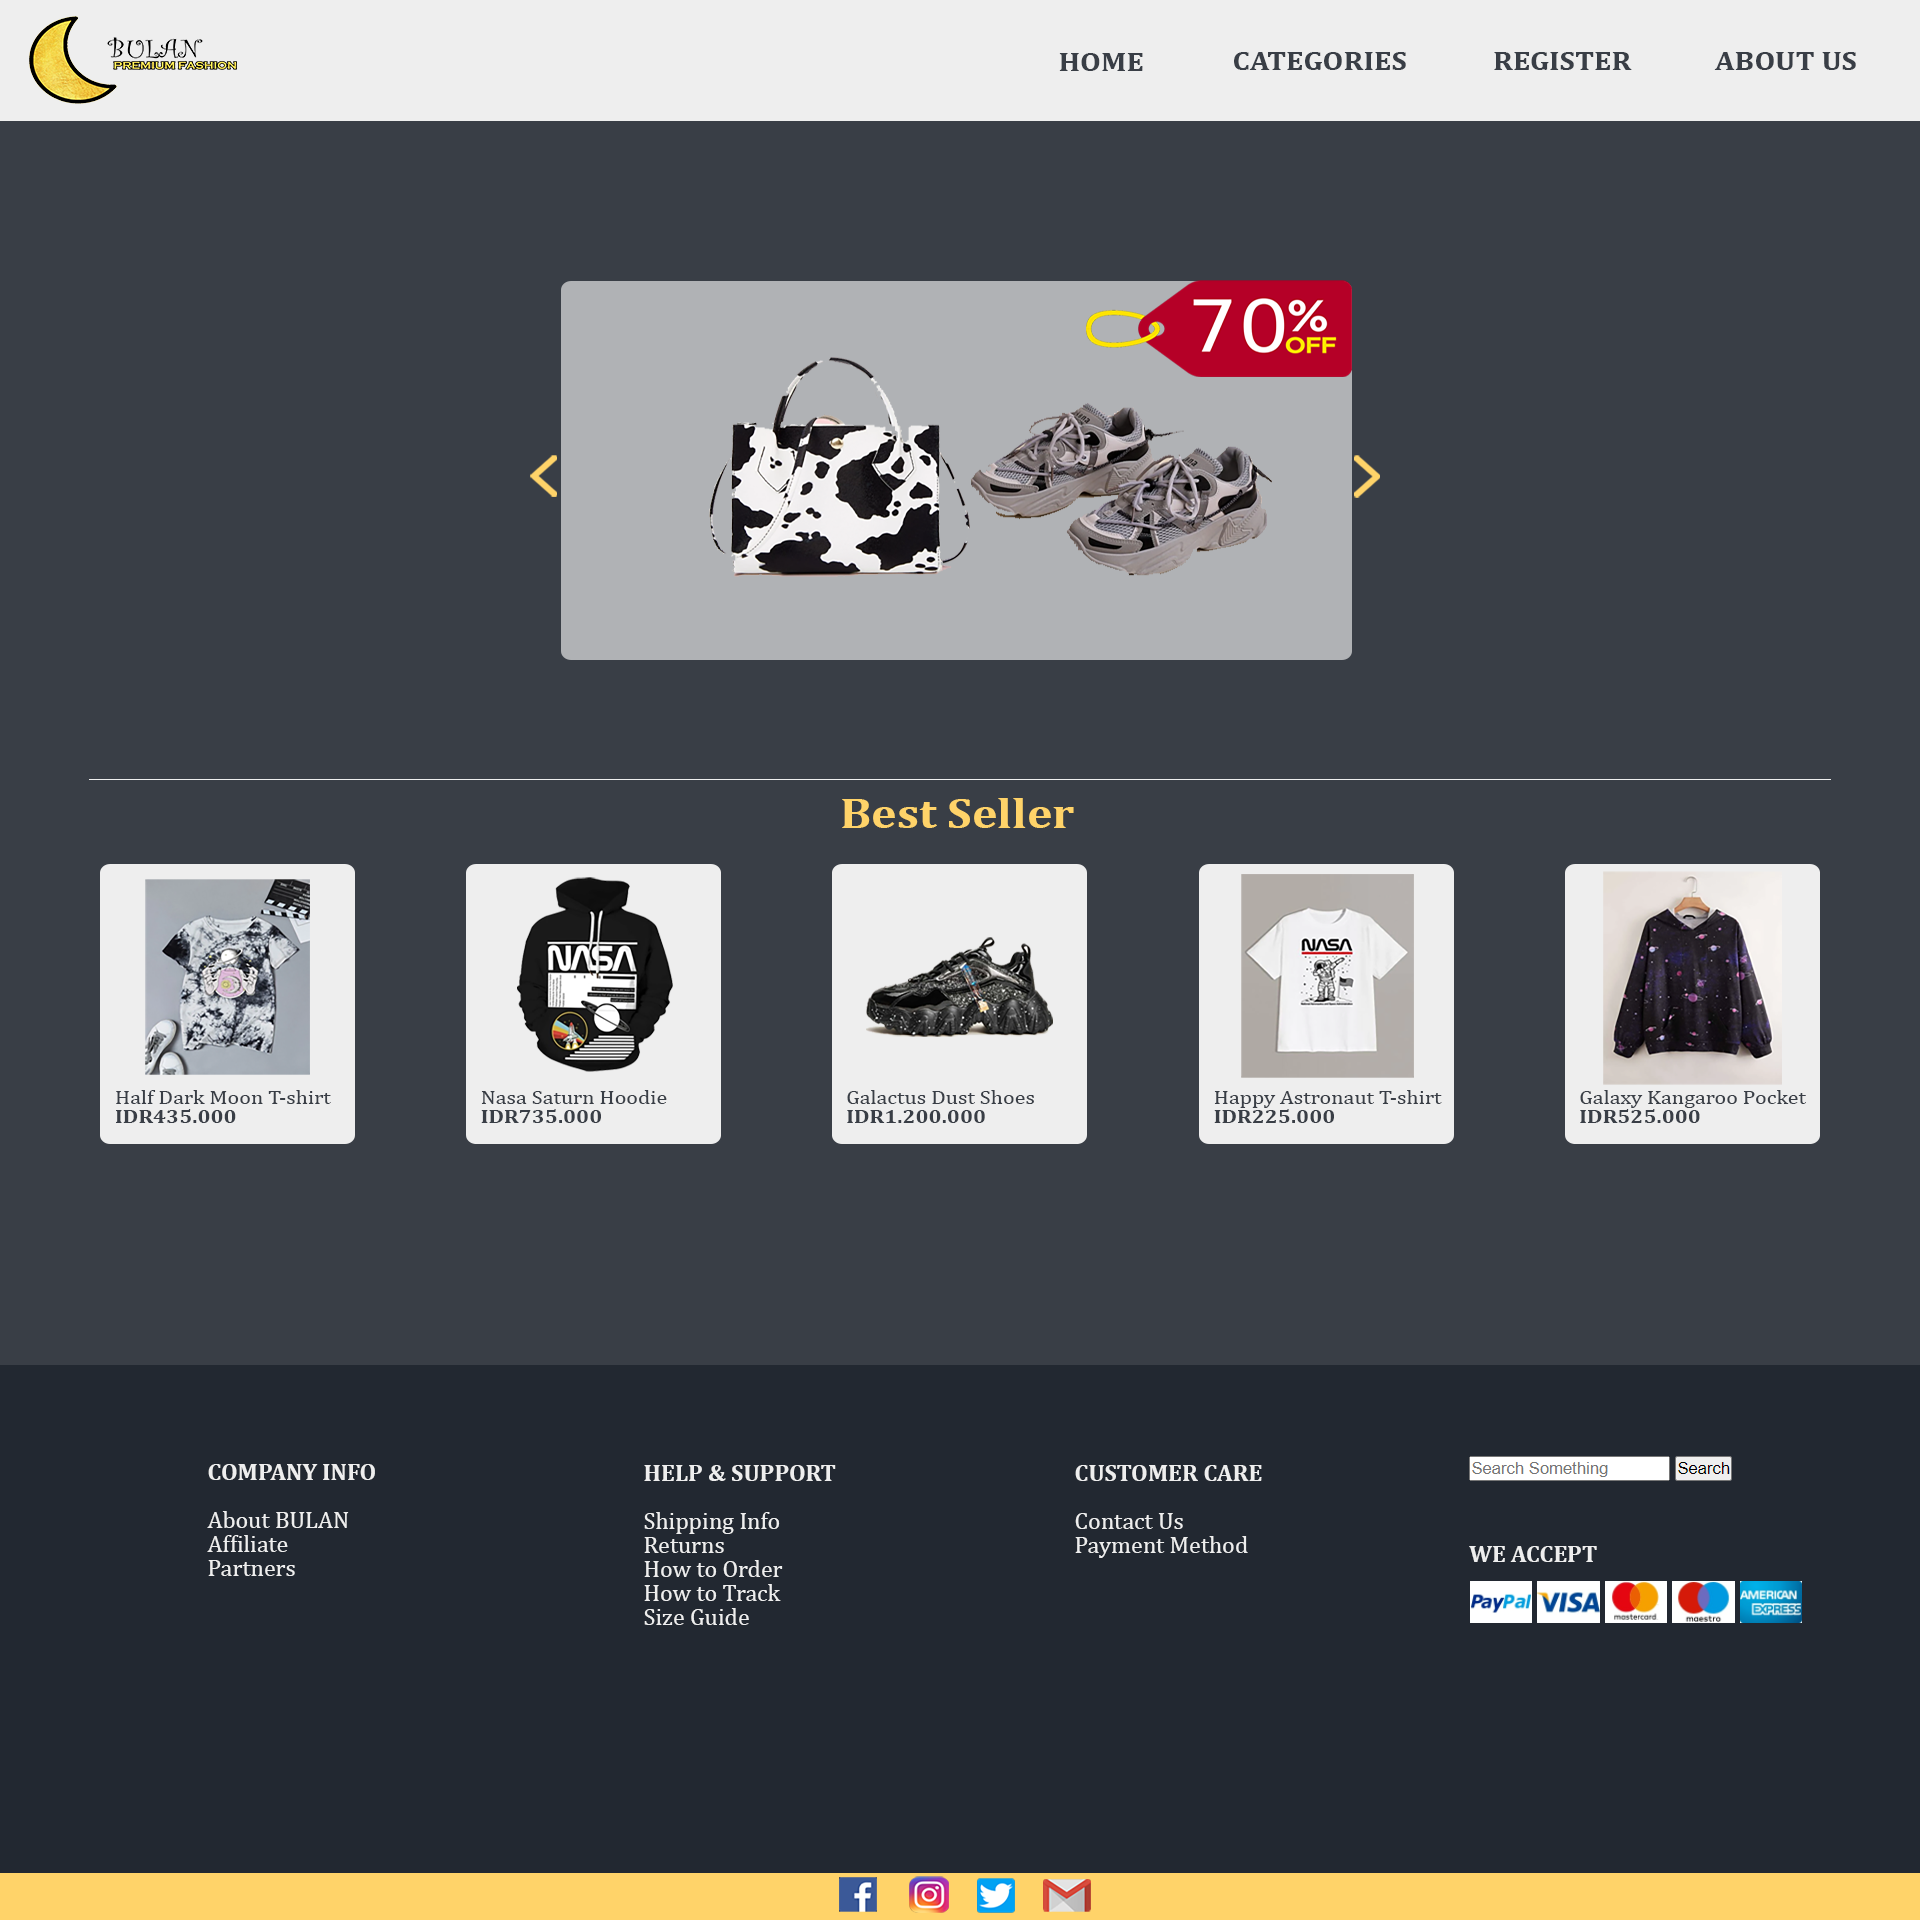 BULAN
PREMIUM FASHION
HOME
CATEGORIES
REGISTER
ABOUT US
70%
OFF
Best Seller
NASA
NASA
Half Dark Moon T-shirt
IDR435.000
Nasa Saturn Hoodie
IDR735.000
Galactus Dust Shoes
IDR1.200.000
Happy Astronaut T-shirt
IDR225.000
Galaxy Kangaroo Pocket
IDR525.000
COMPANY INFO
About BULAN
Affiliate
Partners
HELP & SUPPORT
Shipping Info
Returns
How to Order
How to Track
Size Guide
CUSTOMER CARE
Contact Us
Payment Method
Search Something
Search
WE ACCEPT
PayPal
VISA
mastercard
maestro
AMERICAN
EXPRESS